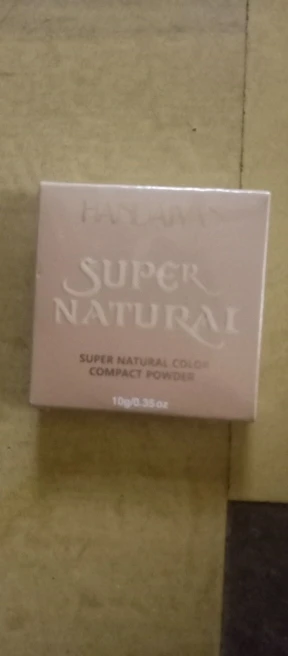 SUPER
NATURAL
SUPER NATURAL COLOR
COMPACT POWDER
10g/0.35oz